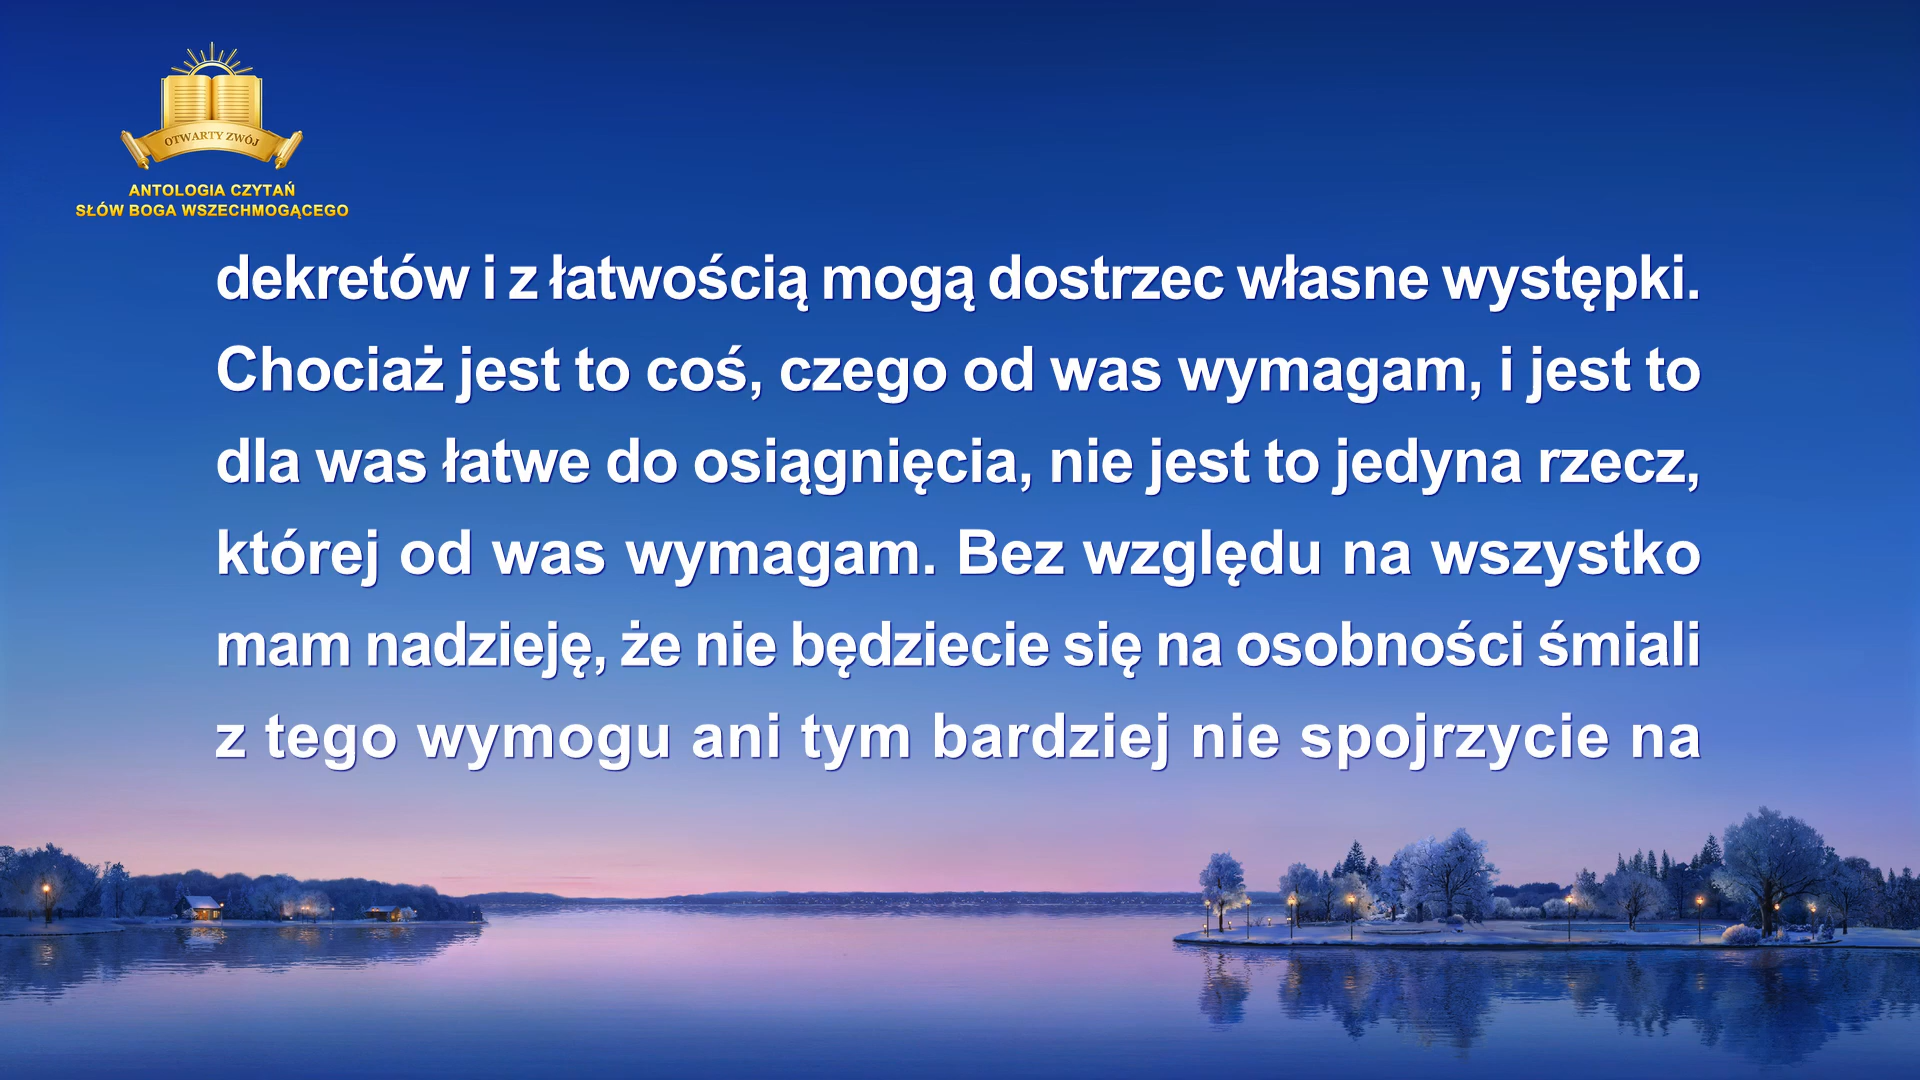 OTWARTY ZWÓJ
ANTOLOGIA CZYTAŃ
SŁÓW BOGA WSZECHMOGĄCEGO
dekretów i z łatwością mogą dostrzec własne występki.
Chociaż jest to coś, czego od was wymagam, i jest to
dla was łatwe do osiągnięcia, nie jest to jedyna rzecz,
której od was wymagam. Bez względu na wszystko
mam nadzieję, że nie będziecie się na osobności śmiali
z tego wymogu ani tym bardziej nie spojrzycie na